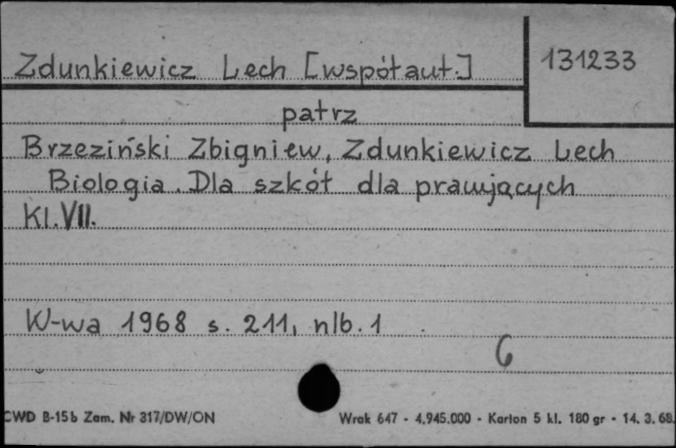 Zdunkiewicz Lech [współaut.]
131233
patrz
Brzeziński Zbigniew, Zdunkiewicz Lech
Biologia. Dla szkół dla pracujących
Kl. VII.
W-wa 1968 s. 211, nlb. 1
6
CWD B-15b Zam. Nr 317/DW/ON
Wrak 647 - 4.945.000 - Karton 5 kl. 180 gr - 14. 3. 68.